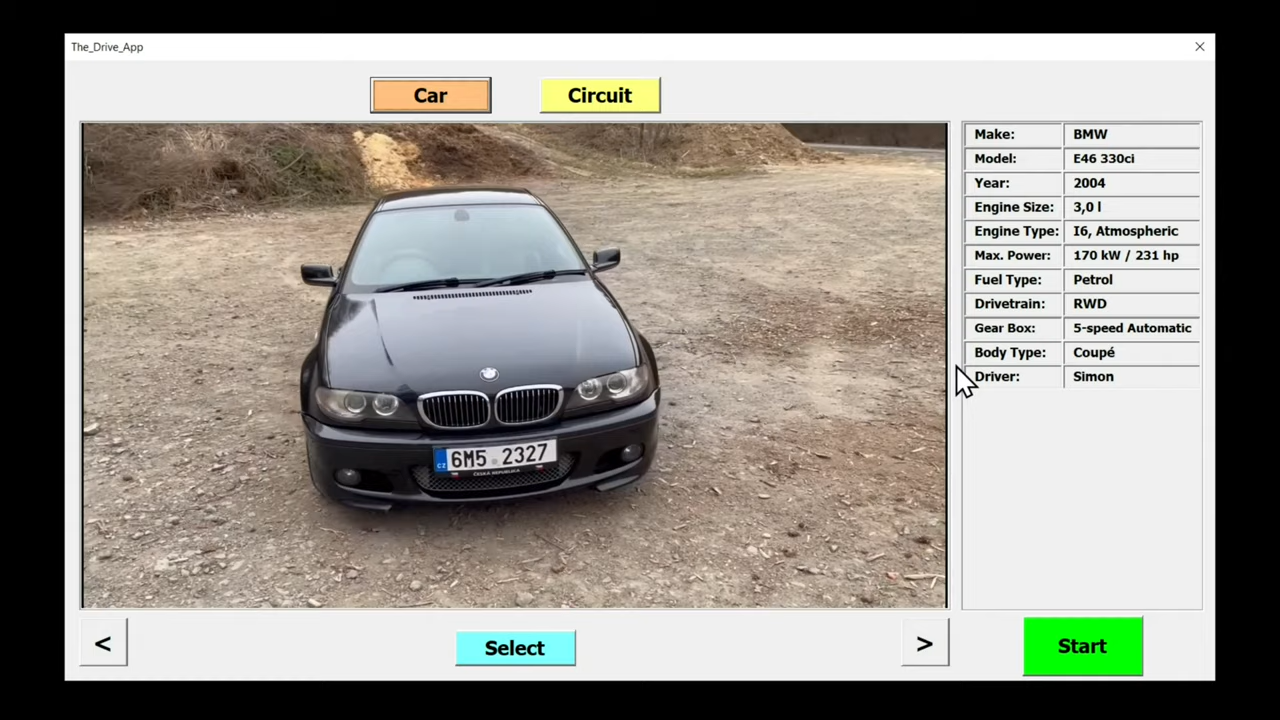 The_Drive_App
Car
Circuit
Make: BMW
Model: E46 330ci
Year: 2004
Engine Size: 3,0 l
Engine Type: I6, Atmospheric
Max. Power: 170 kW / 231 hp
Fuel Type: Petrol
Drivetrain: RWD
Gear Box: 5-speed Automatic
Body Type: Coupé
Driver: Simon
CZ 6M5 2327
ČESKÁ REPUBLIKA
<
Select
>
Start